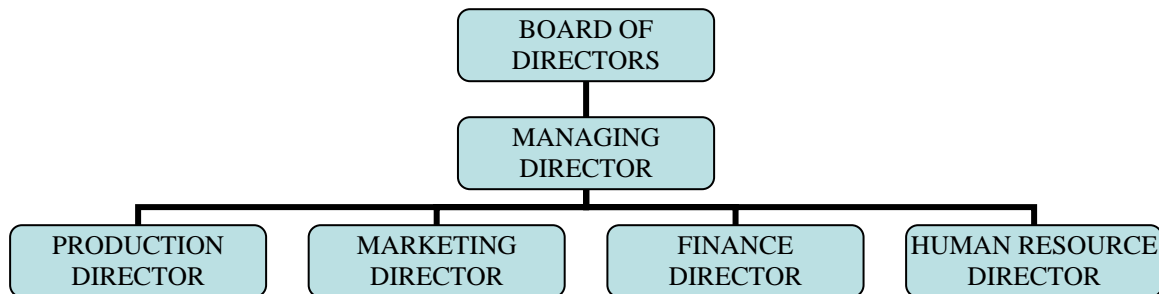 BOARD OF
DIRECTORS
MANAGING
DIRECTOR
PRODUCTION
DIRECTOR
MARKETING
DIRECTOR
FINANCE
DIRECTOR
HUMAN RESOURCE
DIRECTOR